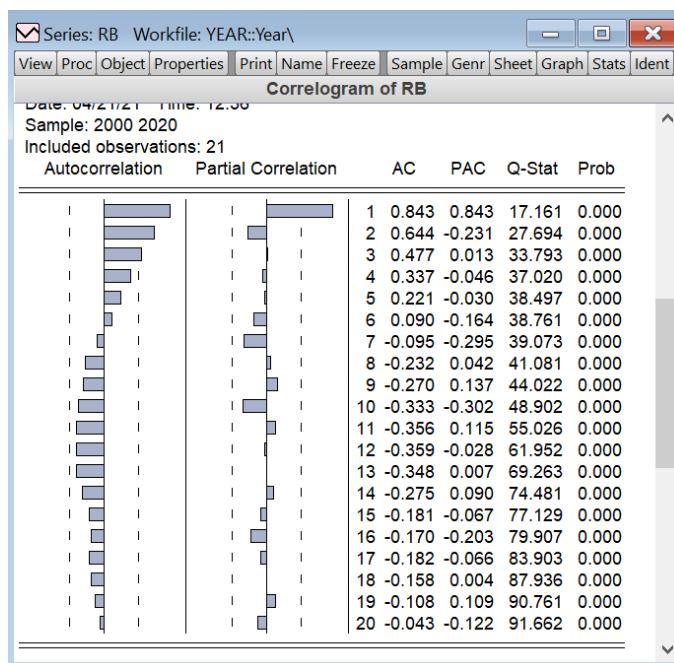 Series: RB Workfile: YEAR::Year\
View Proc Object Properties Print Name Freeze Sample Genr Sheet Graph Stats Ident
Correlogram of RB
Date: 04/21/21 Time: 12:38
Sample: 2000 2020
Included observations: 21
Autocorrelation Partial Correlation AC PAC Q-Stat Prob
1 0.843 0.843 17.161 0.000
2 0.644 -0.231 27.694 0.000
3 0.477 0.013 33.793 0.000
4 0.337 -0.046 37.020 0.000
5 0.221 -0.030 38.497 0.000
6 0.090 -0.164 38.761 0.000
7 -0.095 -0.295 39.073 0.000
8 -0.232 0.042 41.081 0.000
9 -0.270 0.137 44.022 0.000
10 -0.333 -0.302 48.902 0.000
11 -0.356 0.115 55.026 0.000
12 -0.359 -0.028 61.952 0.000
13 -0.348 0.007 69.263 0.000
14 -0.275 0.090 74.481 0.000
15 -0.181 -0.067 77.129 0.000
16 -0.170 -0.203 79.907 0.000
17 -0.182 -0.066 83.903 0.000
18 -0.158 0.004 87.936 0.000
19 -0.108 0.109 90.761 0.000
20 -0.043 -0.122 91.662 0.000